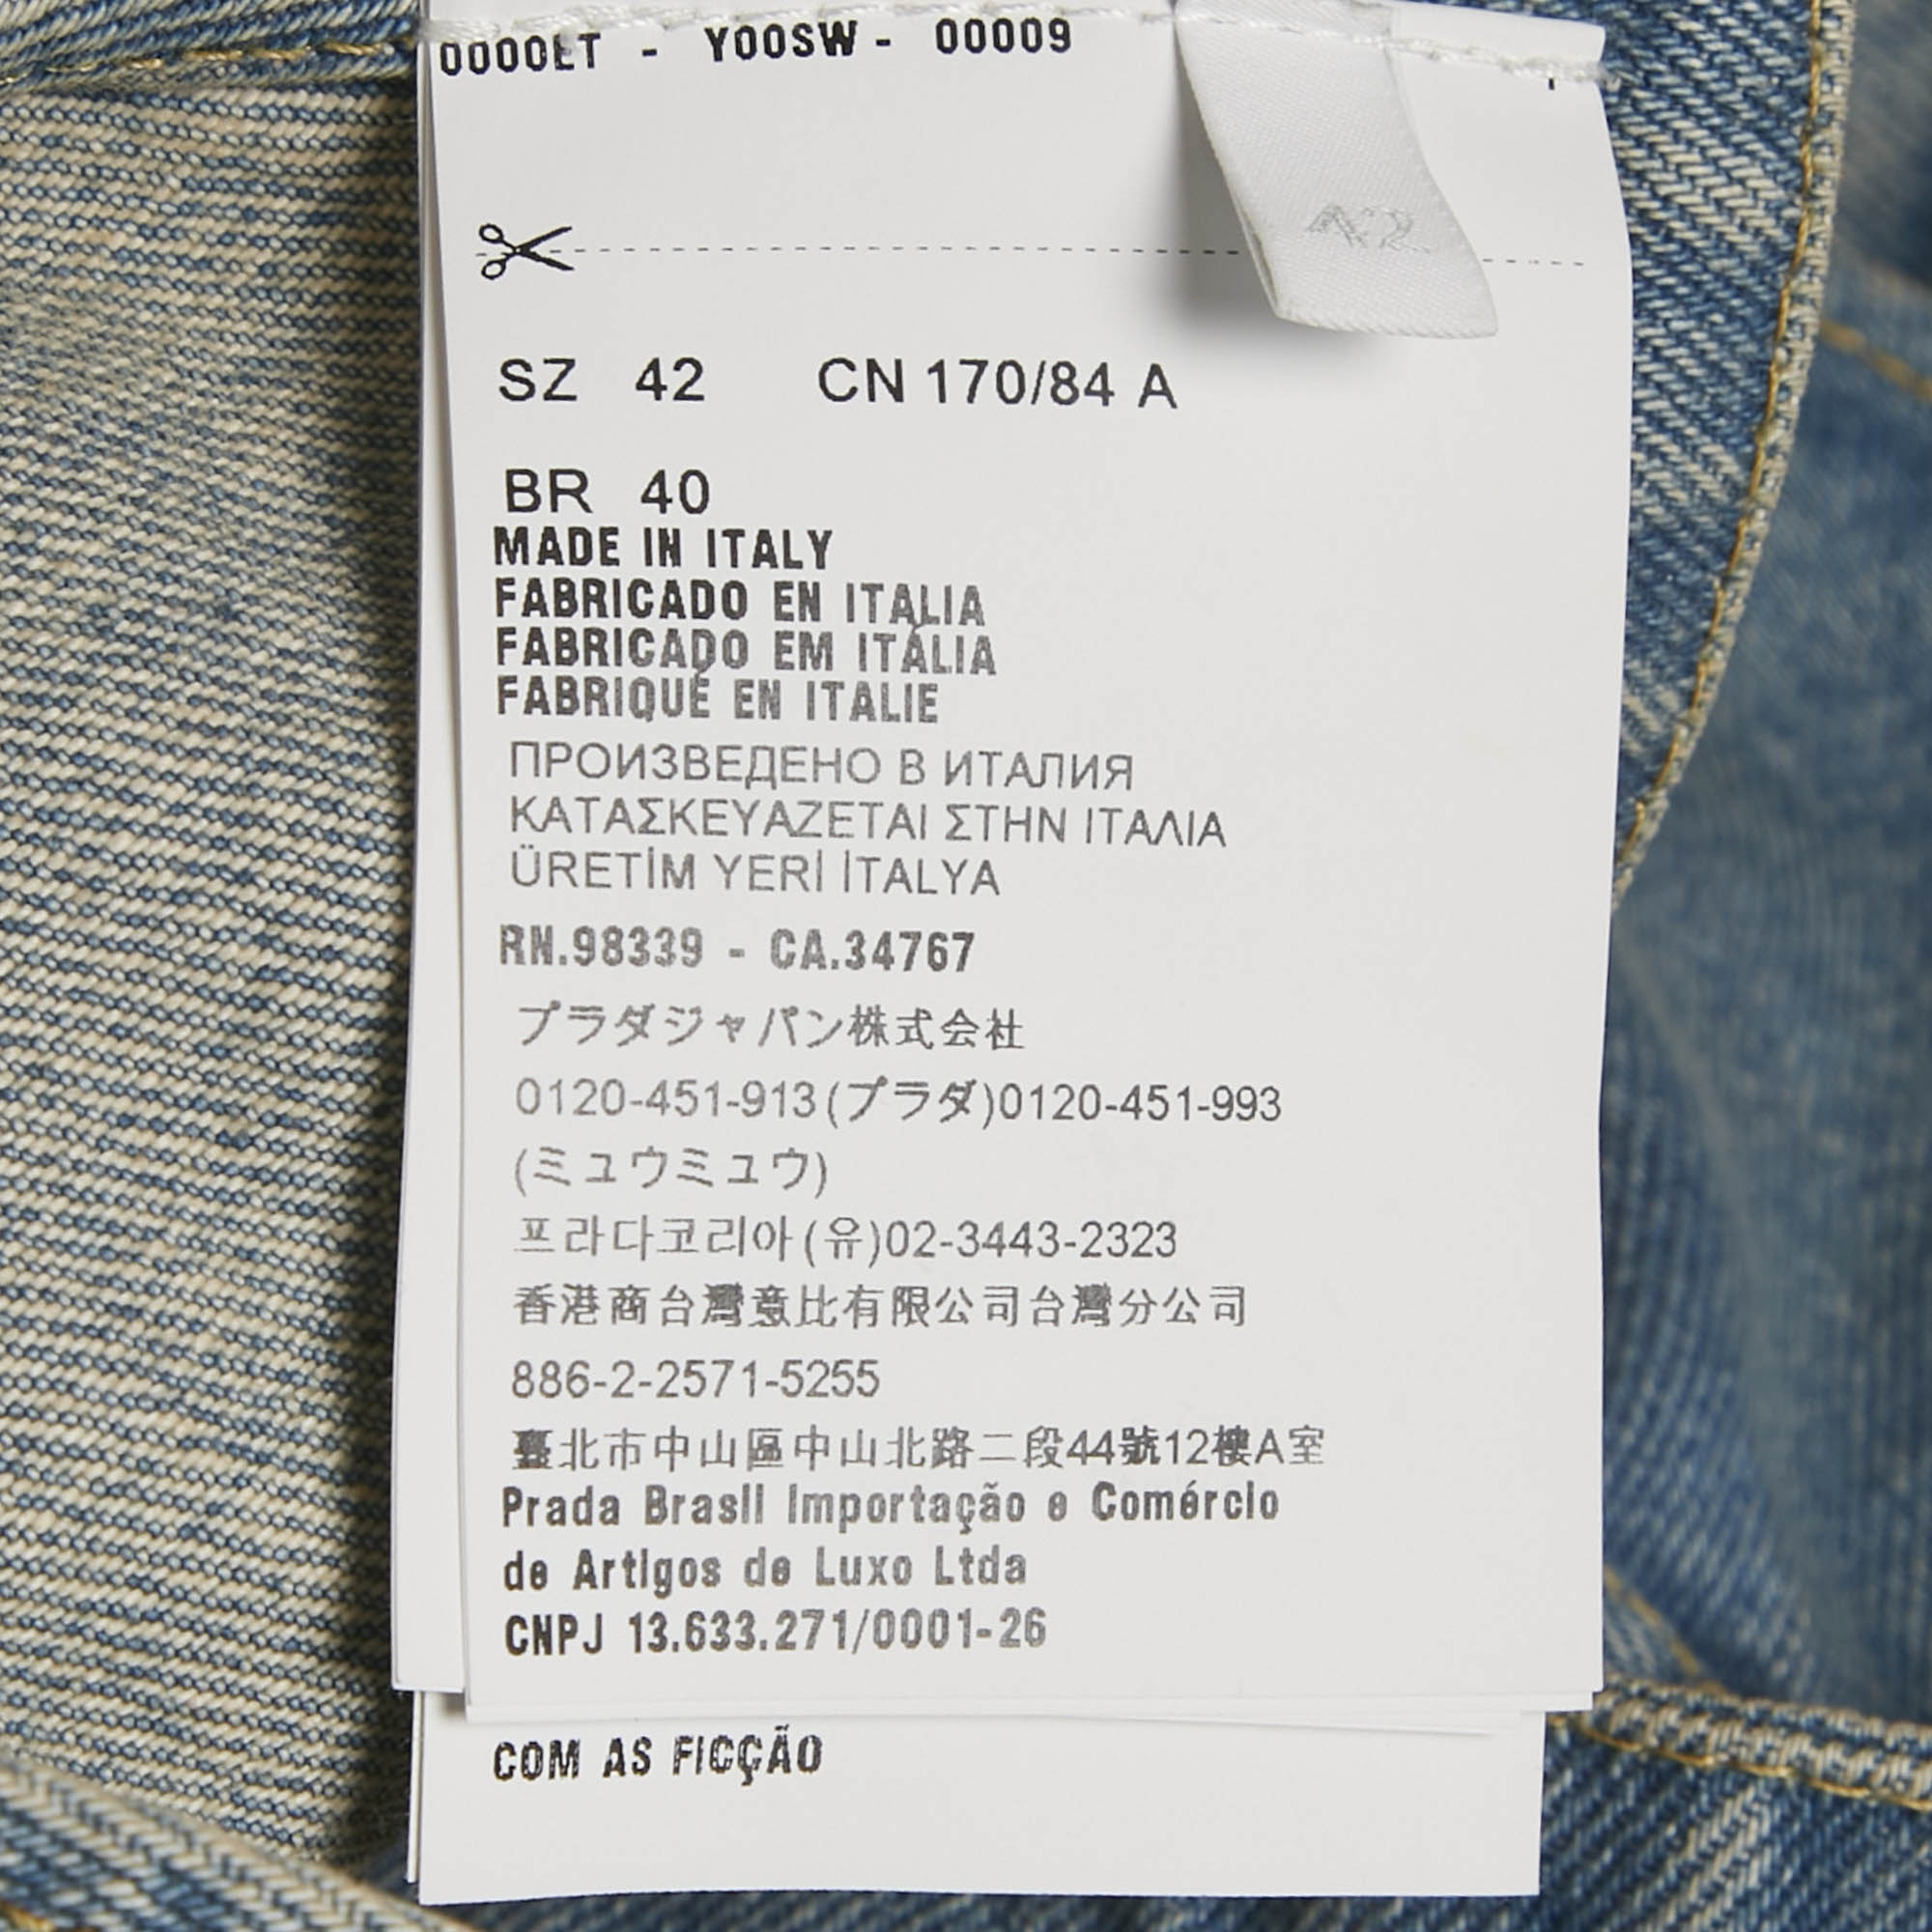 0000LT - Y00SW - 00009
42
SZ 42 CN 170/84 A
BR 40
MADE IN ITALY
FABRICADO EN ITALIA
FABRICADO EM ITÁLIA
FABRIQUÉ EN ITALIE
ПРОИЗВЕДЕНО В ИТАЛИЯ
ΚΑΤΑΣΚΕΥΑΖΕΤΑΙ ΣΤΗΝ ΙΤΑΛΙΑ
ÜRETİM YERİ İTALYA
RN.98339 - CA.34767
プラダジャパン株式会社
0120-451-913(プラダ)0120-451-993
(ミュウミュウ)
프라다코리아(유)02-3443-2323
香港商台灣意比有限公司台灣分公司
886-2-2571-5255
臺北市中山區中山北路二段44號12樓A室
Prada Brasil Importação e Comércio
de Artigos de Luxo Ltda
CNPJ 13.633.271/0001-26
COM AS FICÇÃO